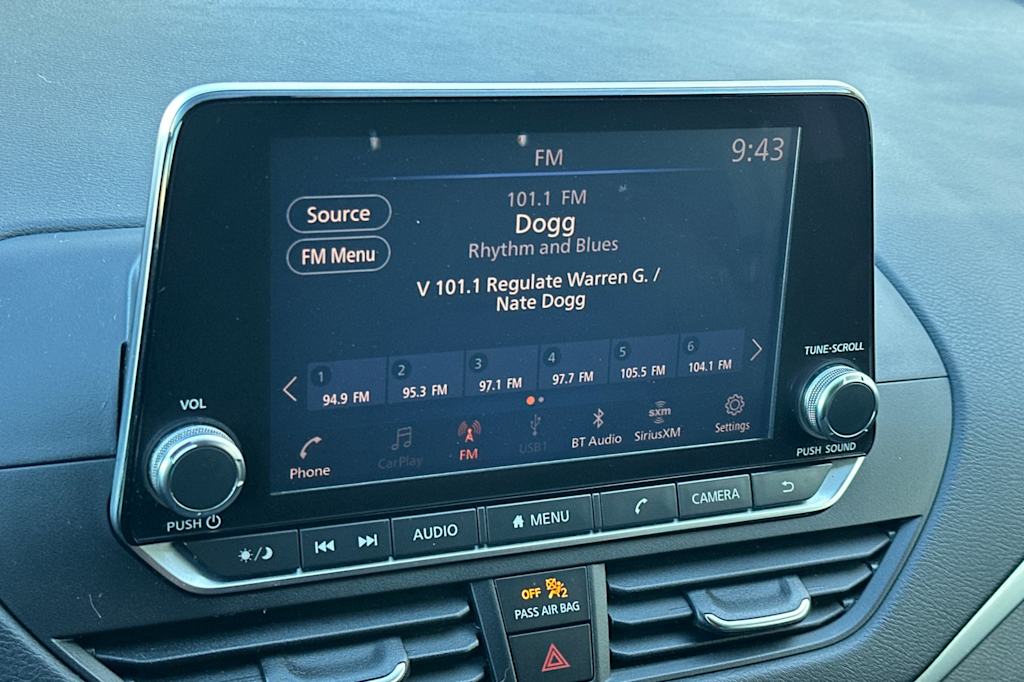 FM
9:43
Source
FM Menu
101.1 FM
Dogg
Rhythm and Blues
V 101.1 Regulate Warren G. /
Nate Dogg
1
94.9 FM
2
95.3 FM
3
97.1 FM
4
97.7 FM
5
105.5 FM
6
104.1 FM
Phone
CarPlay
FM
USB1
BT Audio
sxm
SiriusXM
Settings
VOL
PUSH
TUNE•SCROLL
PUSH SOUND
AUDIO
MENU
CAMERA
OFF
2
PASS AIR BAG